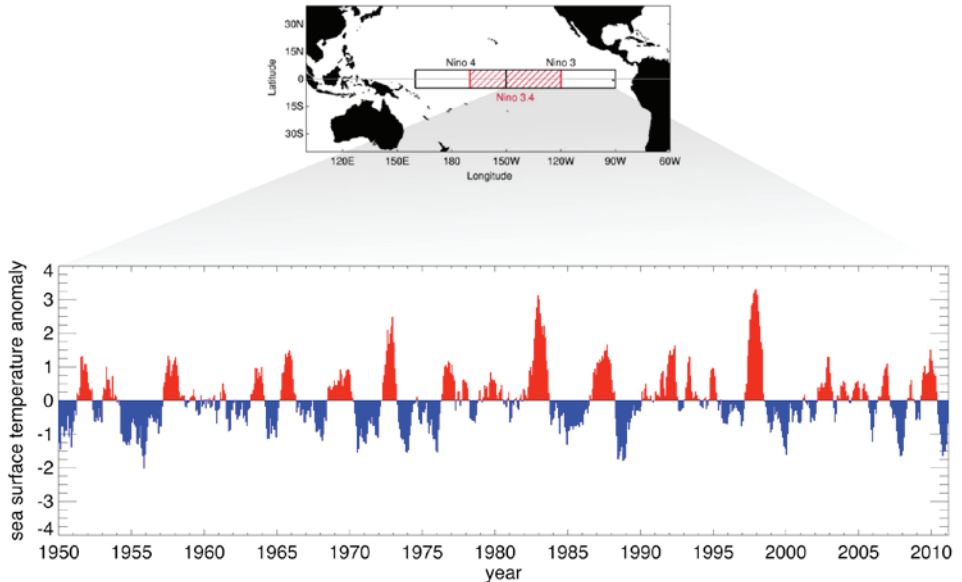 30N
15N
0
15S
30S
Latitude
Nino 4
Nino 3
Nino 3.4
120E 150E 180 150W 120W 90W 60W
Longitude
sea surface temperature anomaly
4
3
2
1
0
-1
-2
-3
-4
1950 1955 1960 1965 1970 1975 1980 1985 1990 1995 2000 2005 2010
year